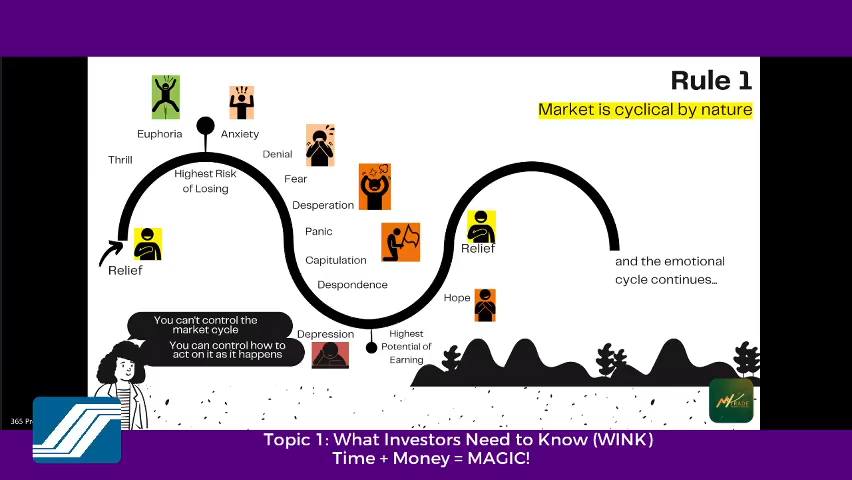 Rule 1
Market is cyclical by nature
Euphoria
Anxiety
Thrill
Denial
Highest Risk
of Losing
Fear
Desperation
Panic
Capitulation
Despondence
Relief
Relief
and the emotional
cycle continues...
Hope
You can't control the
market cycle
You can control how to
act on it as it happens
Depression
Highest
Potential of
Earning
TRADE
365 Pr
Topic 1: What Investors Need to Know (WINK)
Time + Money = MAGIC!